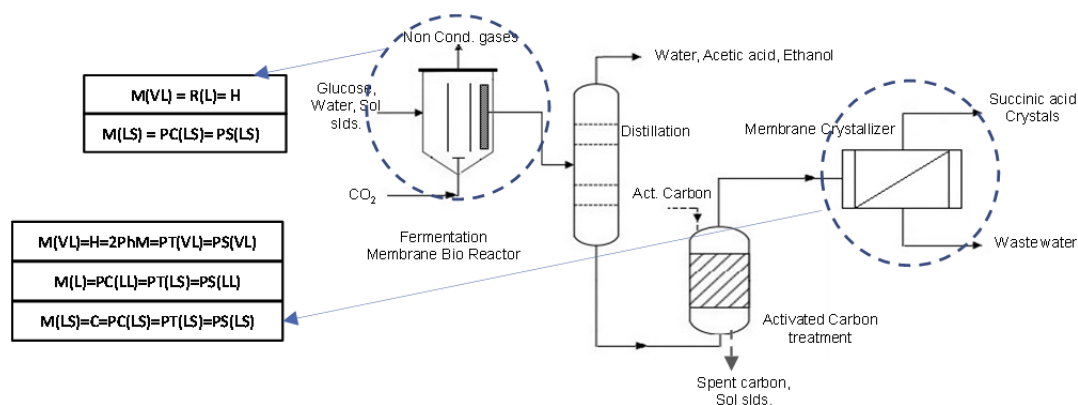 Non Cond. gases
M(VL) = R(L)= H
M(LS) = PC(LS)= PS(LS)
Glucose,
Water, Sol
slds.
CO2
Fermentation
Membrane Bio Reactor
Water, Acetic acid, Ethanol
Distillation
Act. Carbon
Membrane Crystallizer
Succinic acid
Crystals
Wastewater
M(VL)=H=2PhM=PT(VL)=PS(VL)
M(L)=PC(LL)=PT(LS)=PS(LL)
M(LS)=C=PC(LS)=PT(LS)=PS(LS)
Activated Carbon
treatment
Spent carbon,
Sol slds.